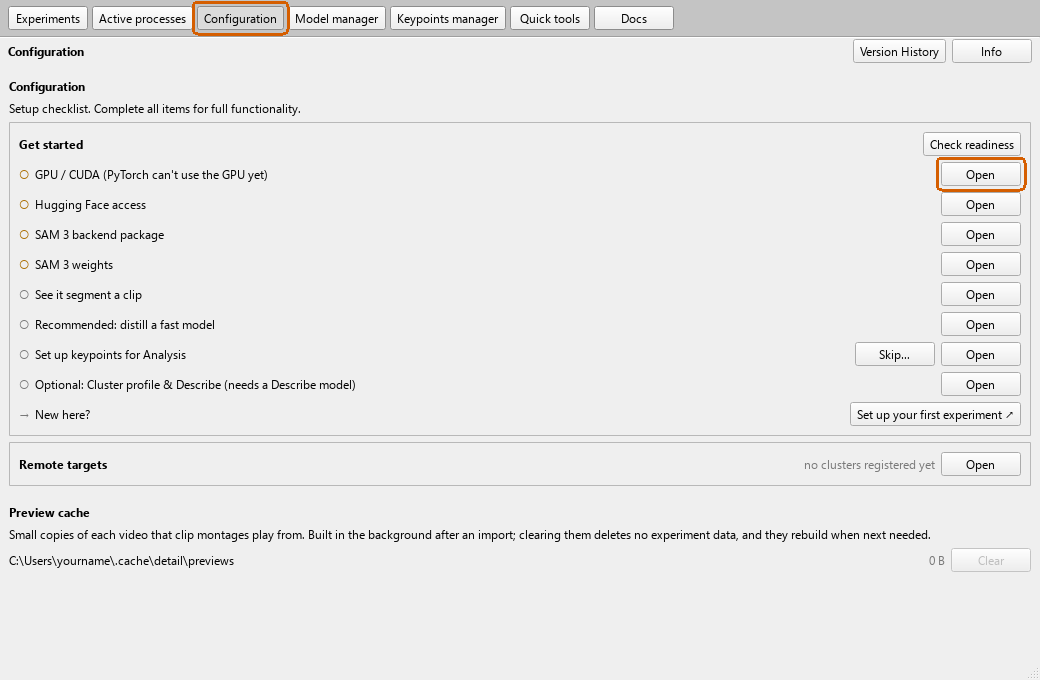 Experiments Active processes Configuration Model manager Keypoints manager Quick tools Docs
Configuration Version History Info
Configuration
Setup checklist. Complete all items for full functionality.
Get started Check readiness
GPU / CUDA (PyTorch can't use the GPU yet) Open
Hugging Face access Open
SAM 3 backend package Open
SAM 3 weights Open
See it segment a clip Open
Recommended: distill a fast model Open
Set up keypoints for Analysis Skip... Open
Optional: Cluster profile & Describe (needs a Describe model) Open
→ New here? Set up your first experiment ↗
Remote targets no clusters registered yet Open
Preview cache
Small copies of each video that clip montages play from. Built in the background after an import; clearing them deletes no experiment data, and they rebuild when next needed.
C:\Users\yourname\.cache\detail\previews 0 B Clear